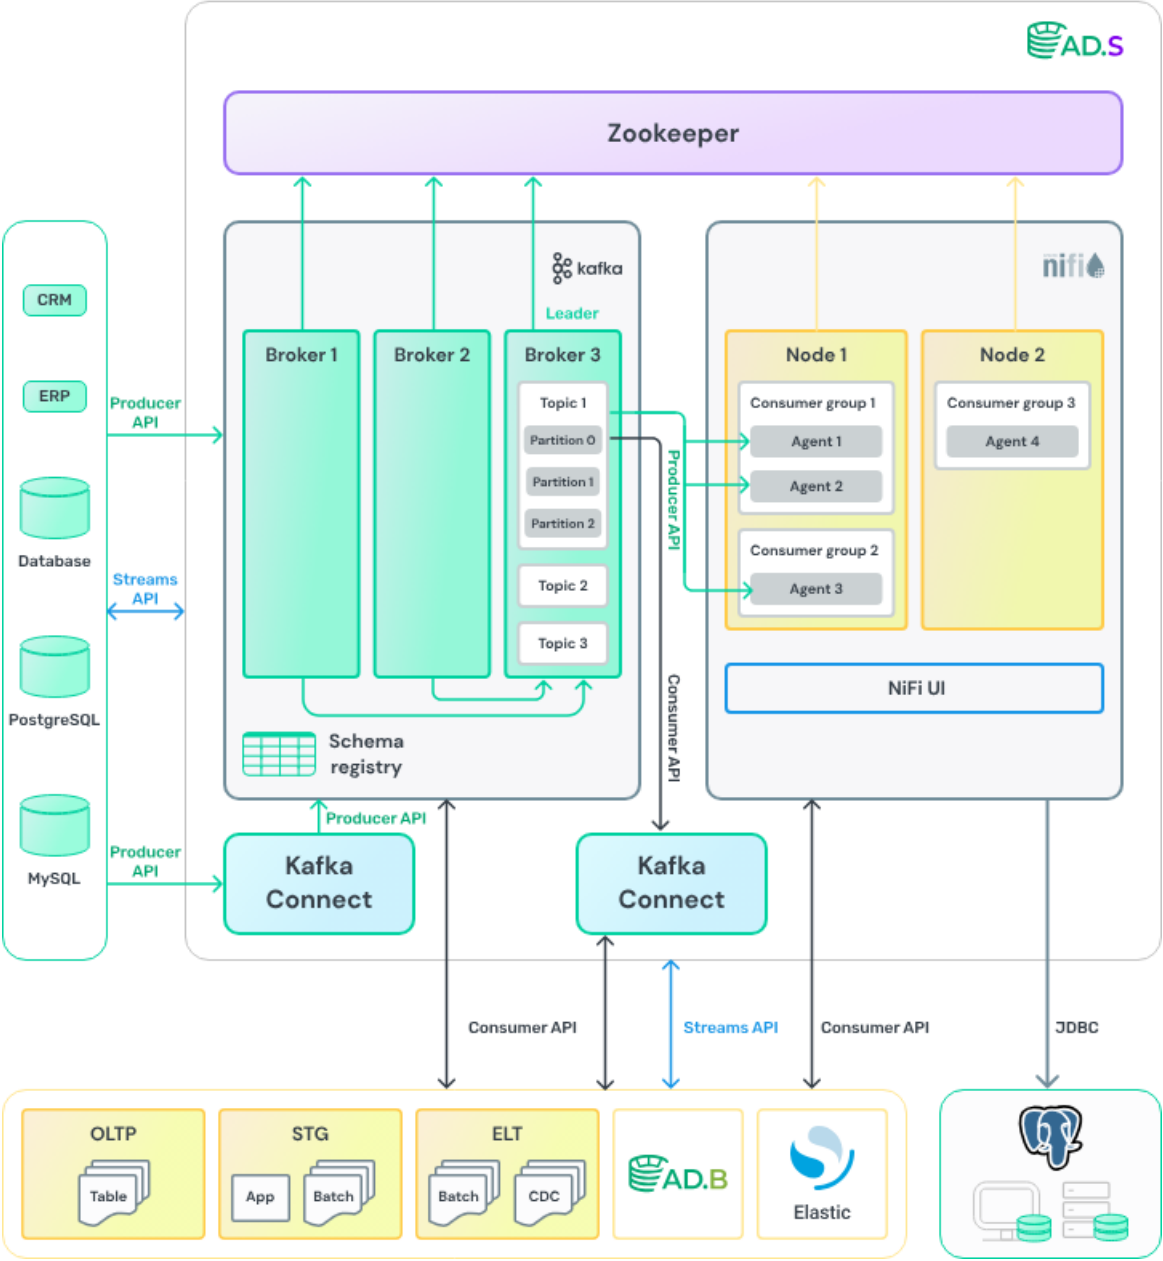 AD.S
Zookeeper
kafka
nifi
Leader
CRM
ERP
Database
PostgreSQL
MySQL
Producer
API
Streams
API
Producer
API
Broker 1
Broker 2
Broker 3
Topic 1
Partition 0
Partition 1
Partition 2
Topic 2
Topic 3
Schema
registry
Producer API
Consumer API
Node 1
Consumer group 1
Agent 1
Agent 2
Consumer group 2
Agent 3
Node 2
Consumer group 3
Agent 4
NiFi UI
Producer API
Kafka
Connect
Kafka
Connect
Consumer API
Streams API
Consumer API
JDBC
OLTP
Table
STG
App
Batch
ELT
Batch
CDC
AD.B
Elastic